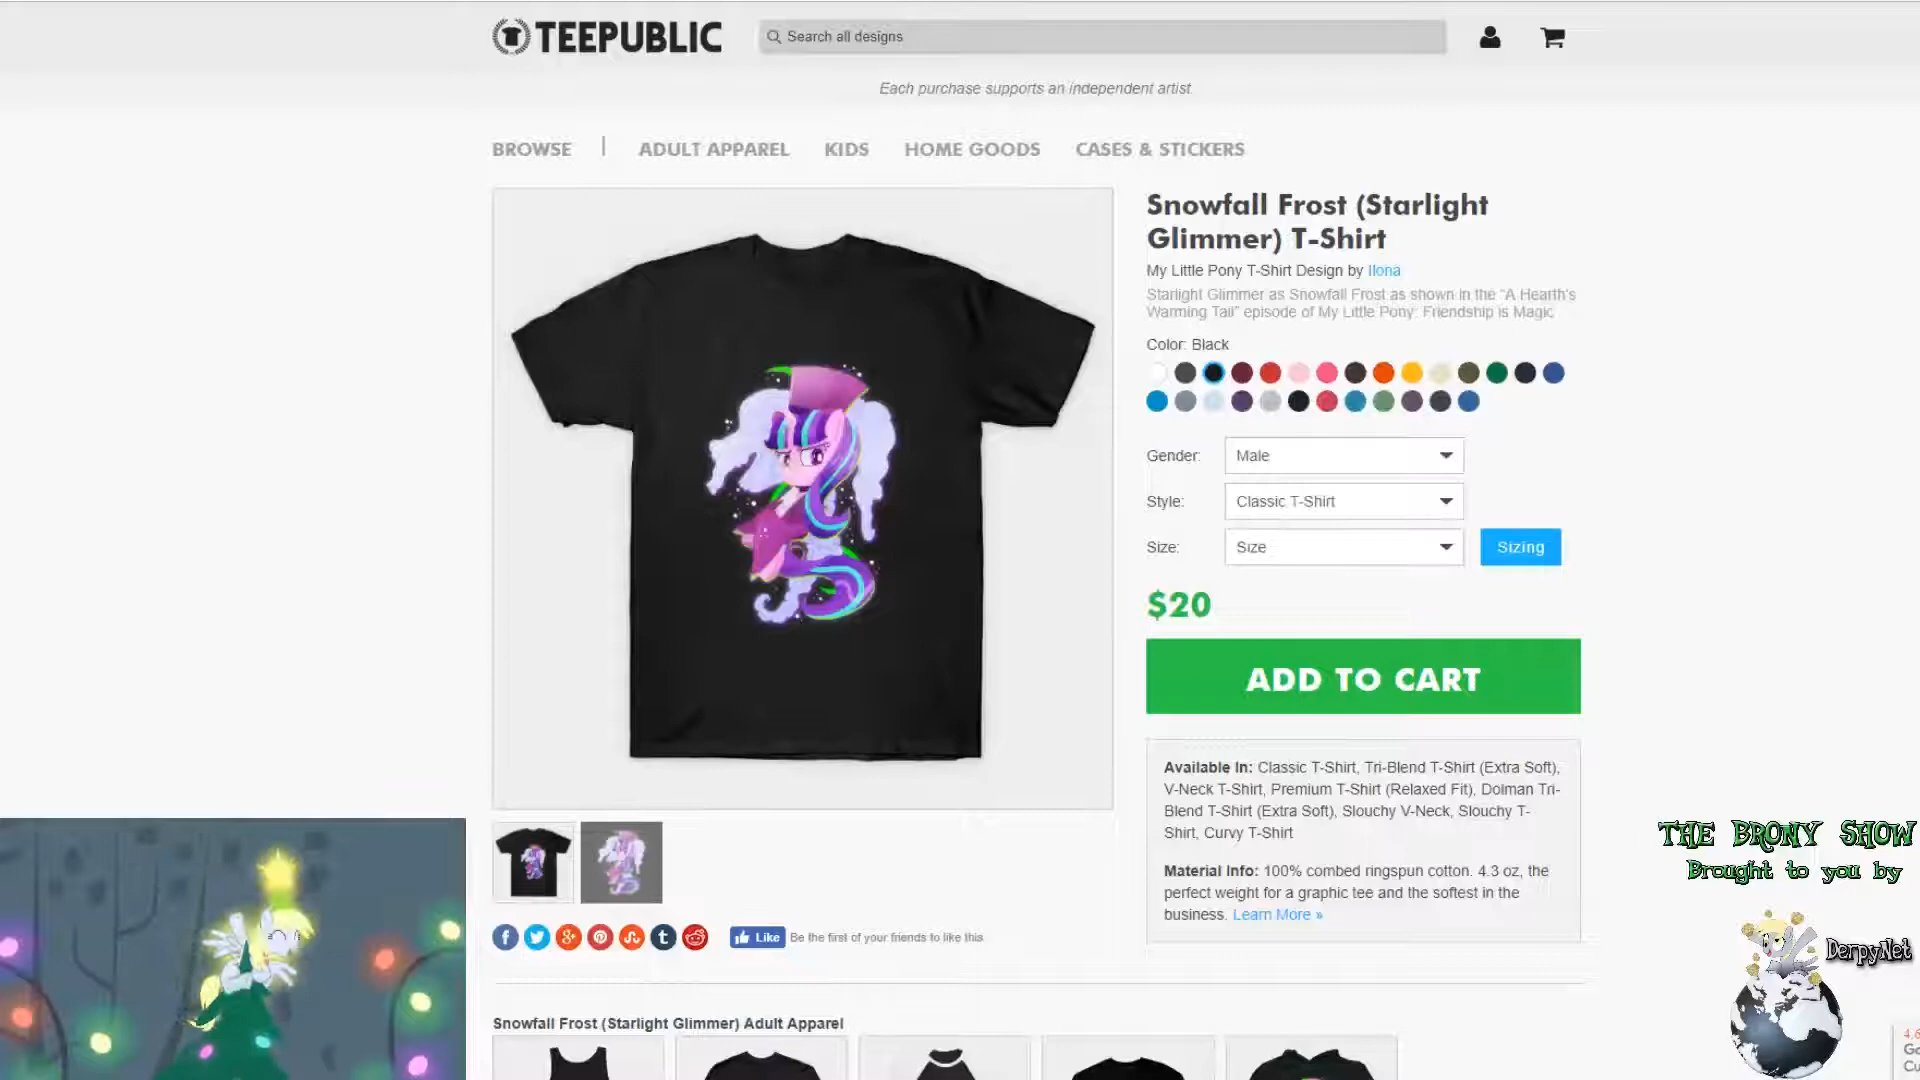 TEEPUBLIC
Search all designs
Each purchase supports an independent artist
BROWSE | ADULT APPAREL KIDS HOME GOODS CASES & STICKERS
Snowfall Frost (Starlight
Glimmer) T-Shirt
My Little Pony T-Shirt Design by Ilona
Starlight Glimmer as Snowfall Frost as shown in the "A Hearth's
Warming Tail" episode of My Little Pony: Friendship is Magic
Color: Black
Gender: Male
Style: Classic T-Shirt
Size: Size Sizing
$20
ADD TO CART
Available In: Classic T-Shirt, Tri-Blend T-Shirt (Extra Soft),
V-Neck T-Shirt, Premium T-Shirt (Relaxed Fit), Dolman Tri-
Blend T-Shirt (Extra Soft), Slouchy V-Neck, Slouchy T-
Shirt, Curvy T-Shirt
Material Info: 100% combed ringspun cotton. 4.3 oz, the
perfect weight for a graphic tee and the softest in the
business. Learn More »
Like Be the first of your friends to like this
Snowfall Frost (Starlight Glimmer) Adult Apparel
THE BRONY SHOW
Brought to you by
DerpyNet